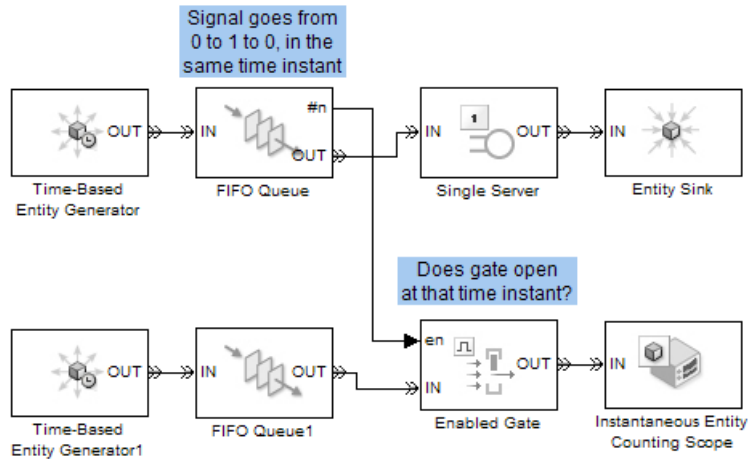 Signal goes from
0 to 1 to 0, in the
same time instant
#n
OUT
IN
OUT
IN
1
OUT
IN
Time-Based
Entity Generator
FIFO Queue
Single Server
Entity Sink
Does gate open
at that time instant?
en
OUT
IN
OUT
IN
OUT
IN
Time-Based
Entity Generator1
FIFO Queue1
Enabled Gate
Instantaneous Entity
Counting Scope